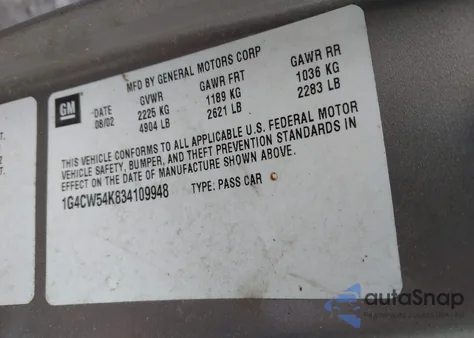 MFD BY GENERAL MOTORS CORP
GM
DATE GVWR GAWR FRT GAWR RR
08/02 2225 KG 1189 KG 1036 KG
4904 LB 2621 LB 2283 LB
THIS VEHICLE CONFORMS TO ALL APPLICABLE U.S. FEDERAL MOTOR
VEHICLE SAFETY, BUMPER, AND THEFT PREVENTION STANDARDS IN
EFFECT ON THE DATE OF MANUFACTURE SHOWN ABOVE.
1G4CW54K834109948 TYPE: PASS CAR
autaSnap